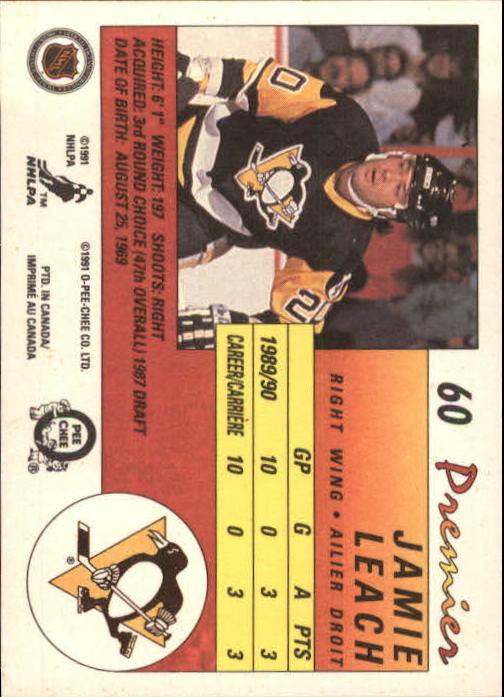 60 Premier
JAMIE
LEACH
RIGHT WING • AILIER DROIT
GP G A PTS
1989/90 10 0 3 3
CAREER/CARRIÈRE 10 0 3 3
HEIGHT: 6' 1" WEIGHT: 197 SHOOTS: RIGHT
ACQUIRED: 3rd ROUND CHOICE (47th OVERALL) 1987 DRAFT
DATE OF BIRTH: AUGUST 25, 1969
NHL
©1991
NHLPA
TM
NHLPA
©1991 O-PEE-CHEE CO. LTD.
PTD. IN CANADA/
IMPRIMÉ AU CANADA
O
PEE
CHEE
®
®
20